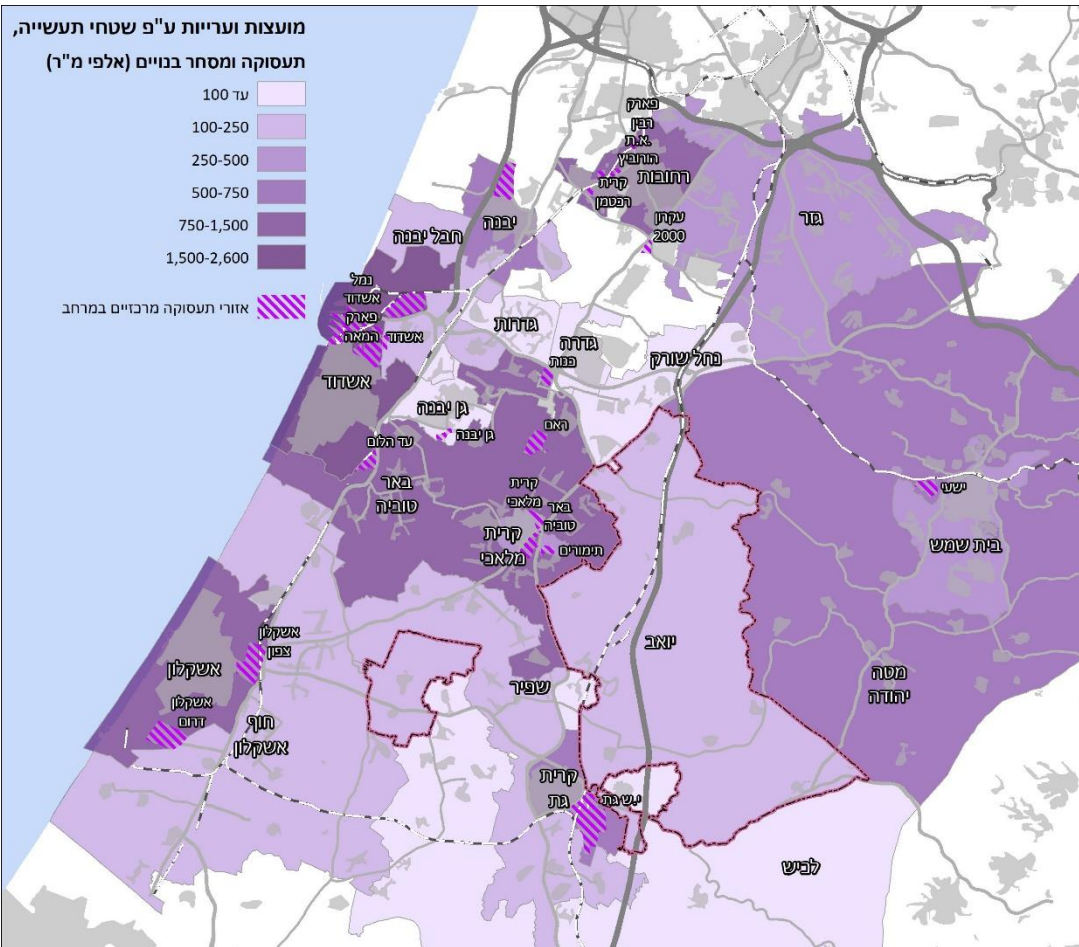 מועצות ועריות ע"פ שטחי תעשייה,
תעסוקה ומסחר בנויים (אלפי מ"ר)
עד 100
100-250
250-500
500-750
750-1,500
1,500-2,600
אזורי תעסוקה מרכזיים במרחב
פארק
רבין
ת.א.
הורוביץ
רחובות
קרית
רנטמן
עקרון
2000
גזר
יבנה
חבל יבנה
נמל
אשדוד
פארק
המאה
אשדוד
אשדוד
גדרות
גדרה
כנות
נחל שורק
גן יבנה
גן יבנה
ראם
עד הלום
באר
טוביה
קרית
מלאכי
באר
טוביה
קרית
מלאכי
תימורים
ישעי
בית שמש
יואב
מטה
יהודה
אשקלון
צפון
אשקלון
אשקלון
דרום
חוף
אשקלון
שפיר
קרית
גת
י.ש גת
לכיש